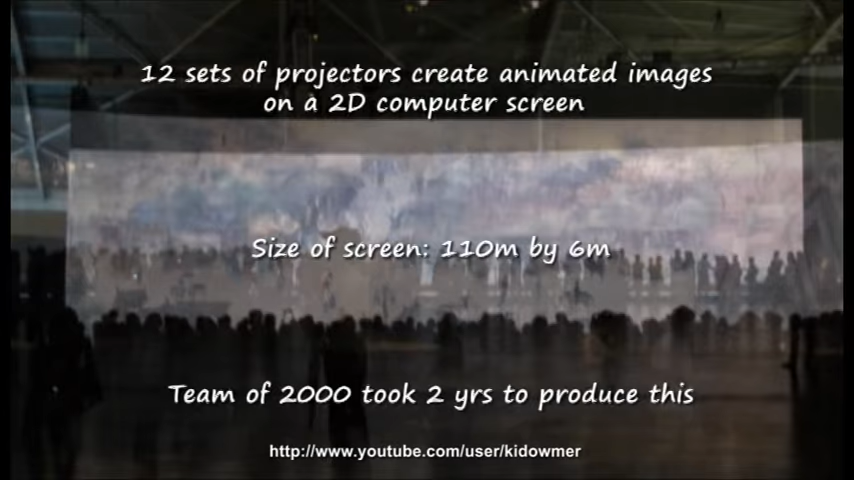 12 sets of projectors create animated images
on a 2D computer screen
Size of screen: 110m by 6m
Team of 2000 took 2 yrs to produce this
http://www.youtube.com/user/kidowmer